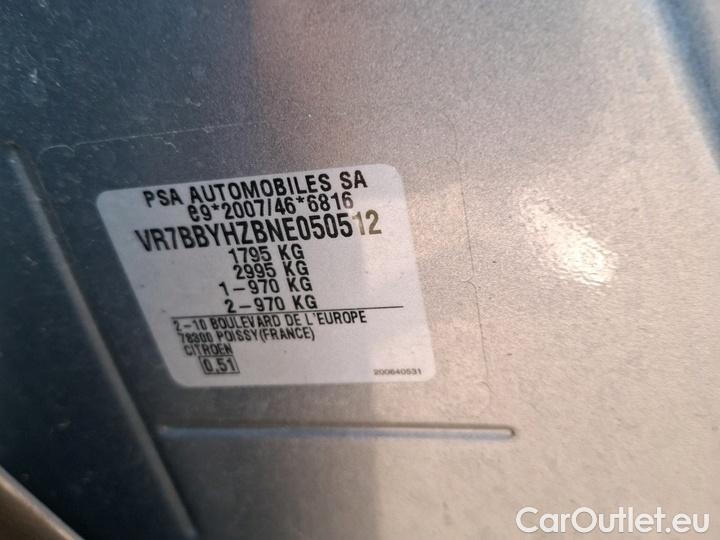 PSA AUTOMOBILES SA
e9*2007/46*6816
VR7BBYHZBNE050512
1795 KG
2995 KG
1-970 KG
2-970 KG
2-10 BOULEVARD DE L'EUROPE
78300 POISSY(FRANCE)
CITROEN
0,51
200640531
CarOutlet.eu